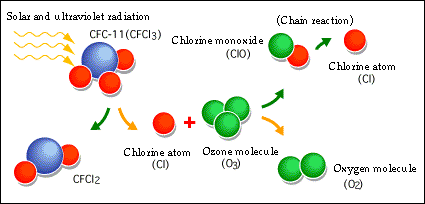 Solar and ultraviolet radiation
CFC-11(CFCl3)
(Chain reaction)
Chlorine monoxide
(ClO)
Chlorine atom
(Cl)
CFCl2
Chlorine atom
(Cl)
+
Ozone molecule
(O3)
Oxygen molecule
(O2)